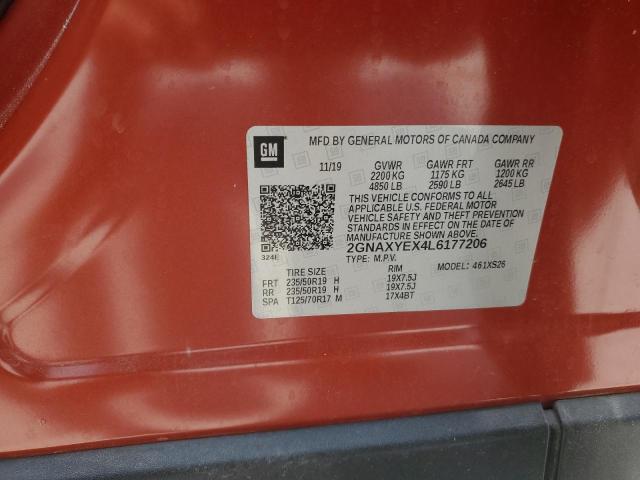 GM MFD BY GENERAL MOTORS OF CANADA COMPANY
11/19 GVWR GAWR FRT GAWR RR
2200 KG 1175 KG 1200 KG
4850 LB 2590 LB 2645 LB
THIS VEHICLE CONFORMS TO ALL
APPLICABLE U.S. FEDERAL MOTOR
VEHICLE SAFETY AND THEFT PREVENTION
STANDARDS IN EFFECT ON THE DATE OF
MANUFACTURE SHOWN ABOVE.
324E 2GNAXYEX4L6177206
TYPE: M.P.V. MODEL: 461XS26
TIRE SIZE RIM
FRT 235/50R19 H 19X7.5J
RR 235/50R19 H 19X7.5J
SPA T125/70R17 M 17X4BT